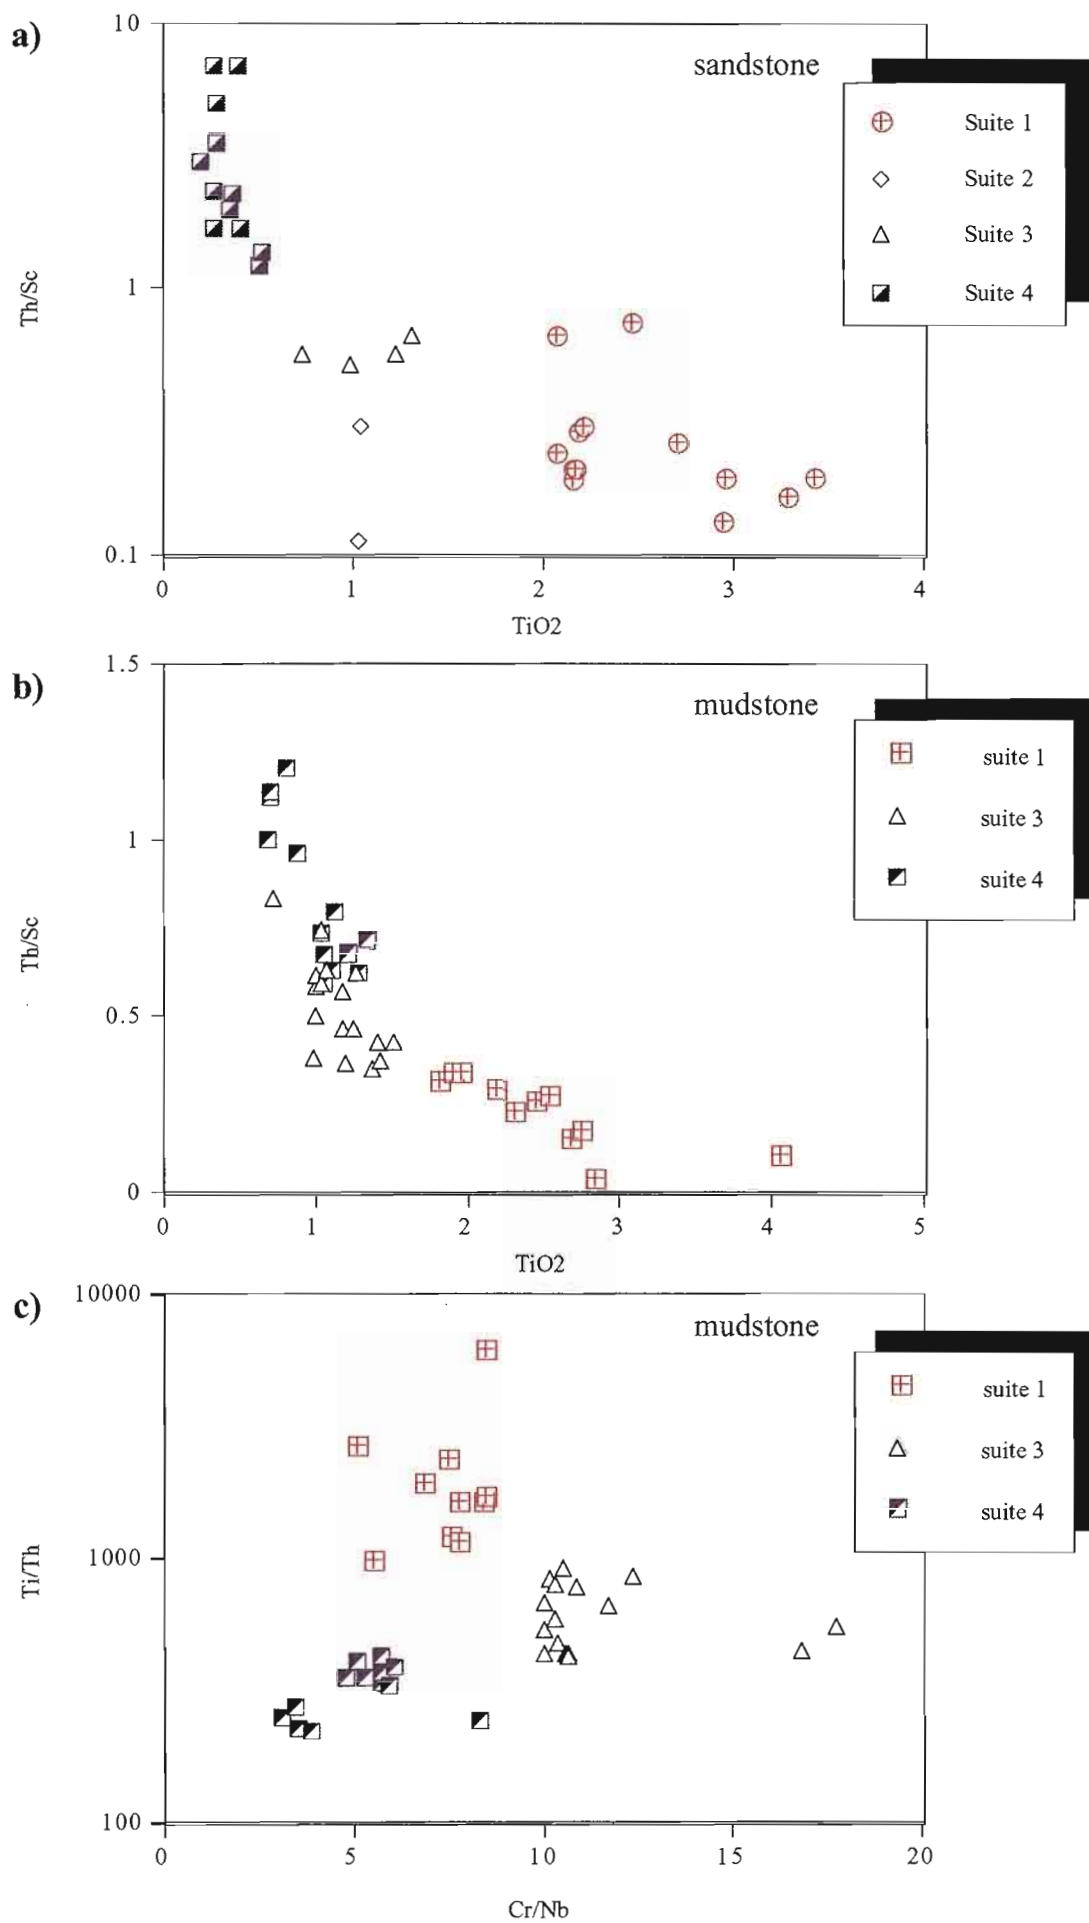 a)
10
sandstone
Suite 1
Suite 2
Suite 3
Suite 4
Th/Sc
1
0.1
0 1 2 3 4
TiO2
b)
1.5
mudstone
suite 1
suite 3
suite 4
Th/Sc
1
0.5
0
0 1 2 3 4 5
TiO2
c)
10000
mudstone
suite 1
suite 3
suite 4
Ti/Th
1000
100
0 5 10 15 20
Cr/Nb